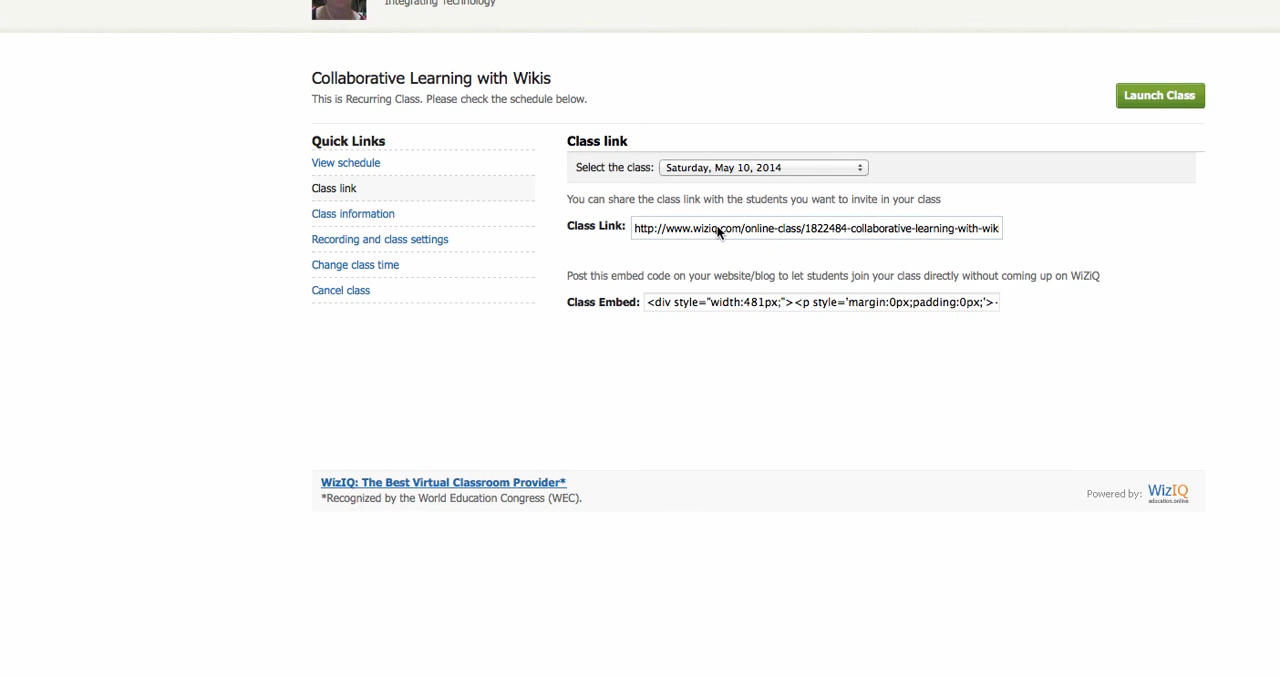 Integrating Technology
Collaborative Learning with Wikis
This is Recurring Class. Please check the schedule below.
Launch Class
Quick Links
View schedule
Class link
Class information
Recording and class settings
Change class time
Cancel class
Class link
Select the class: Saturday, May 10, 2014
You can share the class link with the students you want to invite in your class
Class Link: http://www.wiziq.com/online-class/1822484-collaborative-learning-with-wik
Post this embed code on your website/blog to let students join your class directly without coming up on WiZiQ
Class Embed: <div style="width:481px;"><p style='margin:0px;padding:0px;'>
WizIQ: The Best Virtual Classroom Provider*
*Recognized by the World Education Congress (WEC).
Powered by: WizIQ
education.online